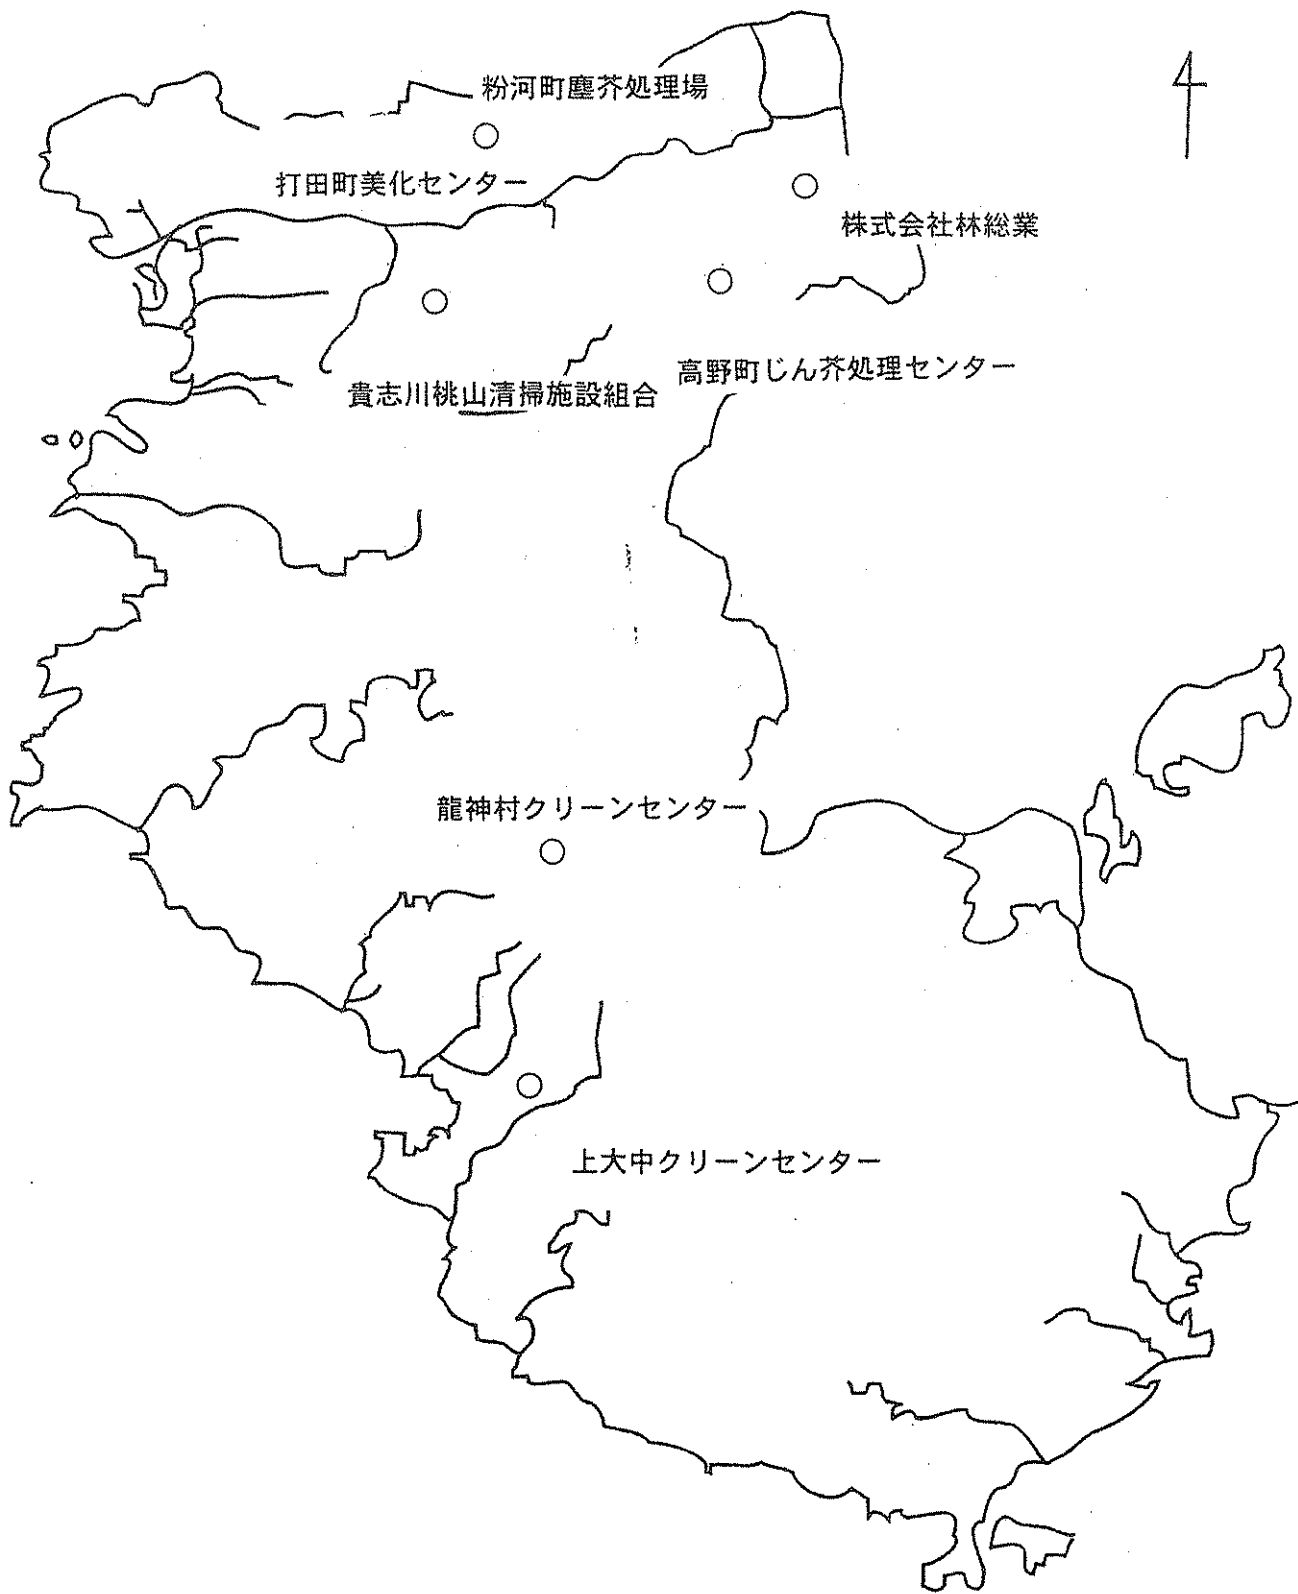 粉河町塵芥処理場
打田町美化センター
株式会社林総業
高野町じん芥処理センター
貴志川桃山清掃施設組合
龍神村クリーンセンター
上大中クリーンセンター